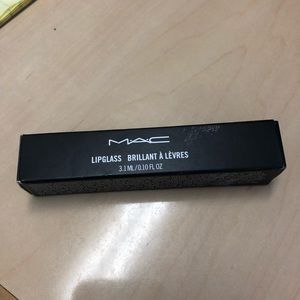 MAC
LIPGLASS BRILLANT À LÈVRES
3.1 ML/0.10 FL OZ